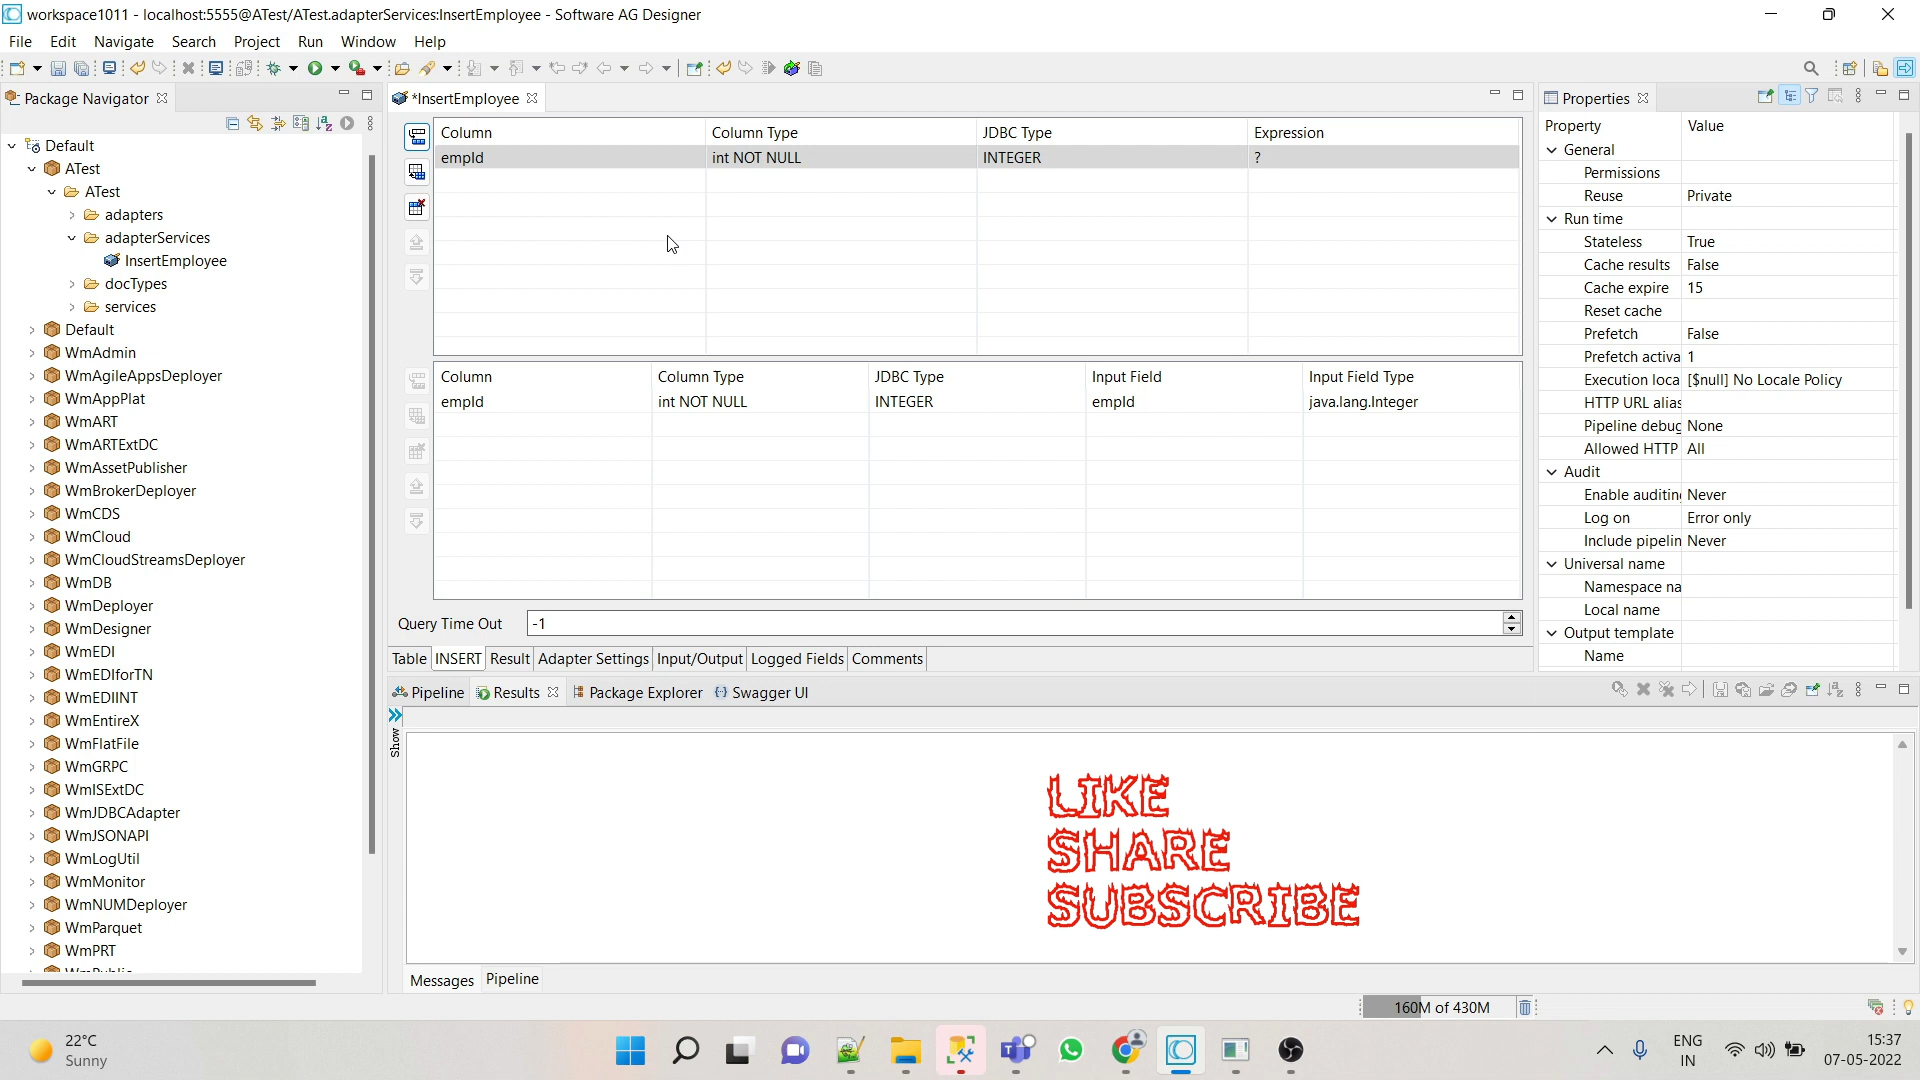 workspace1011 - localhost:5555@ATest/ATest.adapterServices:InsertEmployee - Software AG Designer
File Edit Navigate Search Project Run Window Help
Package Navigator
*InsertEmployee
Properties
Default
ATest
ATest
adapters
adapterServices
InsertEmployee
docTypes
services
Default
WmAdmin
WmAgileAppsDeployer
WmAppPlat
WmART
WmARTExtDC
WmAssetPublisher
WmBrokerDeployer
WmCDS
WmCloud
WmCloudStreamsDeployer
WmDB
WmDeployer
WmDesigner
WmEDI
WmEDIforTN
WmEDIINT
WmEntireX
WmFlatFile
WmGRPC
WmISExtDC
WmJDBCAdapter
WmJSONAPI
WmLogUtil
WmMonitor
WmNUMDeployer
WmParquet
WmPRT
Column Column Type JDBC Type Expression
empId int NOT NULL INTEGER ?
Column Column Type JDBC Type Input Field Input Field Type
empId int NOT NULL INTEGER empId java.lang.Integer
Query Time Out -1
Table INSERT Result Adapter Settings Input/Output Logged Fields Comments
Property Value
General
Permissions
Reuse Private
Run time
Stateless True
Cache results False
Cache expire 15
Reset cache
Prefetch False
Prefetch activa 1
Execution loca [$null] No Locale Policy
HTTP URL alias
Pipeline debug None
Allowed HTTP All
Audit
Enable auditing Never
Log on Error only
Include pipelin Never
Universal name
Namespace na
Local name
Output template
Name
Pipeline Results Package Explorer Swagger UI
Show
LIKE
SHARE
SUBSCRIBE
Messages Pipeline
160M of 430M
22°C
Sunny
ENG
IN
15:37
07-05-2022